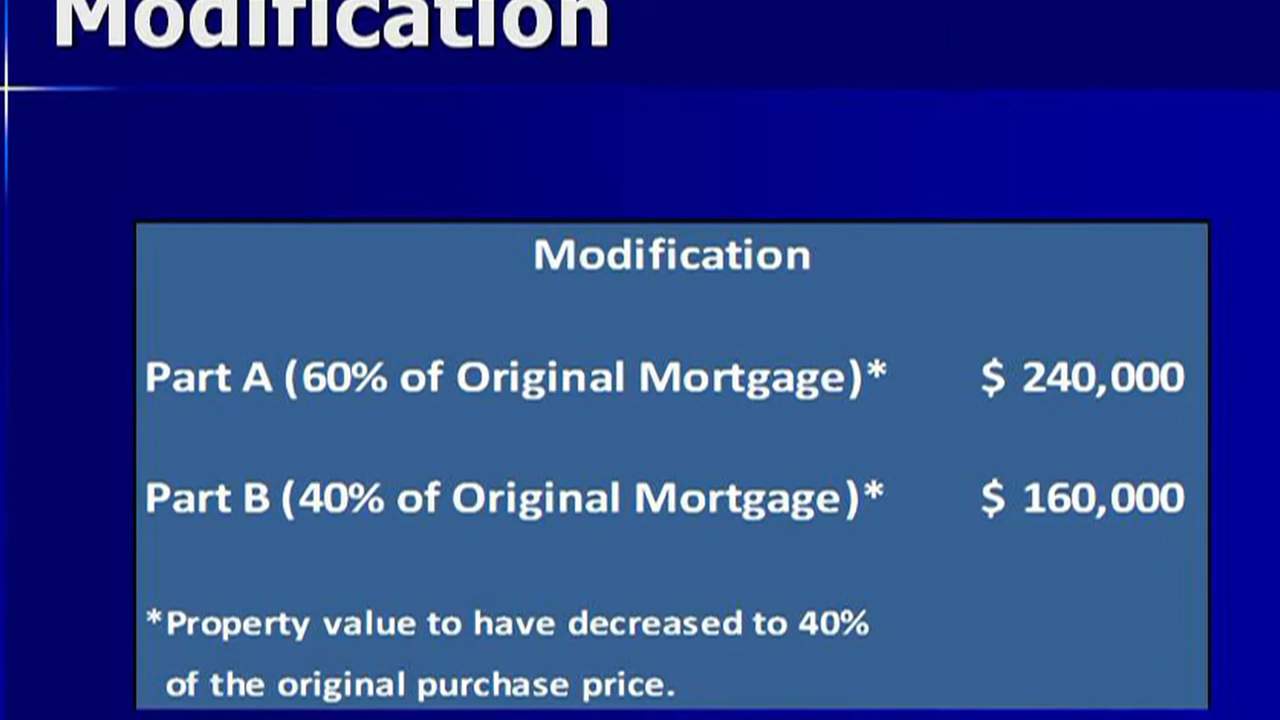 Modification
Modification
Part A (60% of Original Mortgage)* $ 240,000
Part B (40% of Original Mortgage)* $ 160,000
*Property value to have decreased to 40%
of the original purchase price.